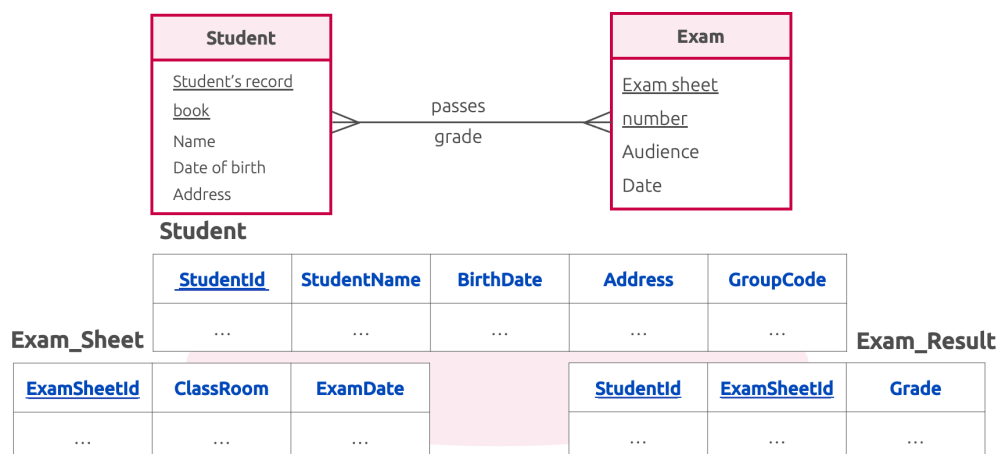 Student
Student’s record
book
Name
Date of birth
Address
passes
grade
Exam
Exam sheet
number
Audience
Date
Student
StudentId StudentName BirthDate Address GroupCode
... ... ... ... ...
Exam_Sheet
ExamSheetId ClassRoom ExamDate
... ... ...
Exam_Result
StudentId ExamSheetId Grade
... ... ...